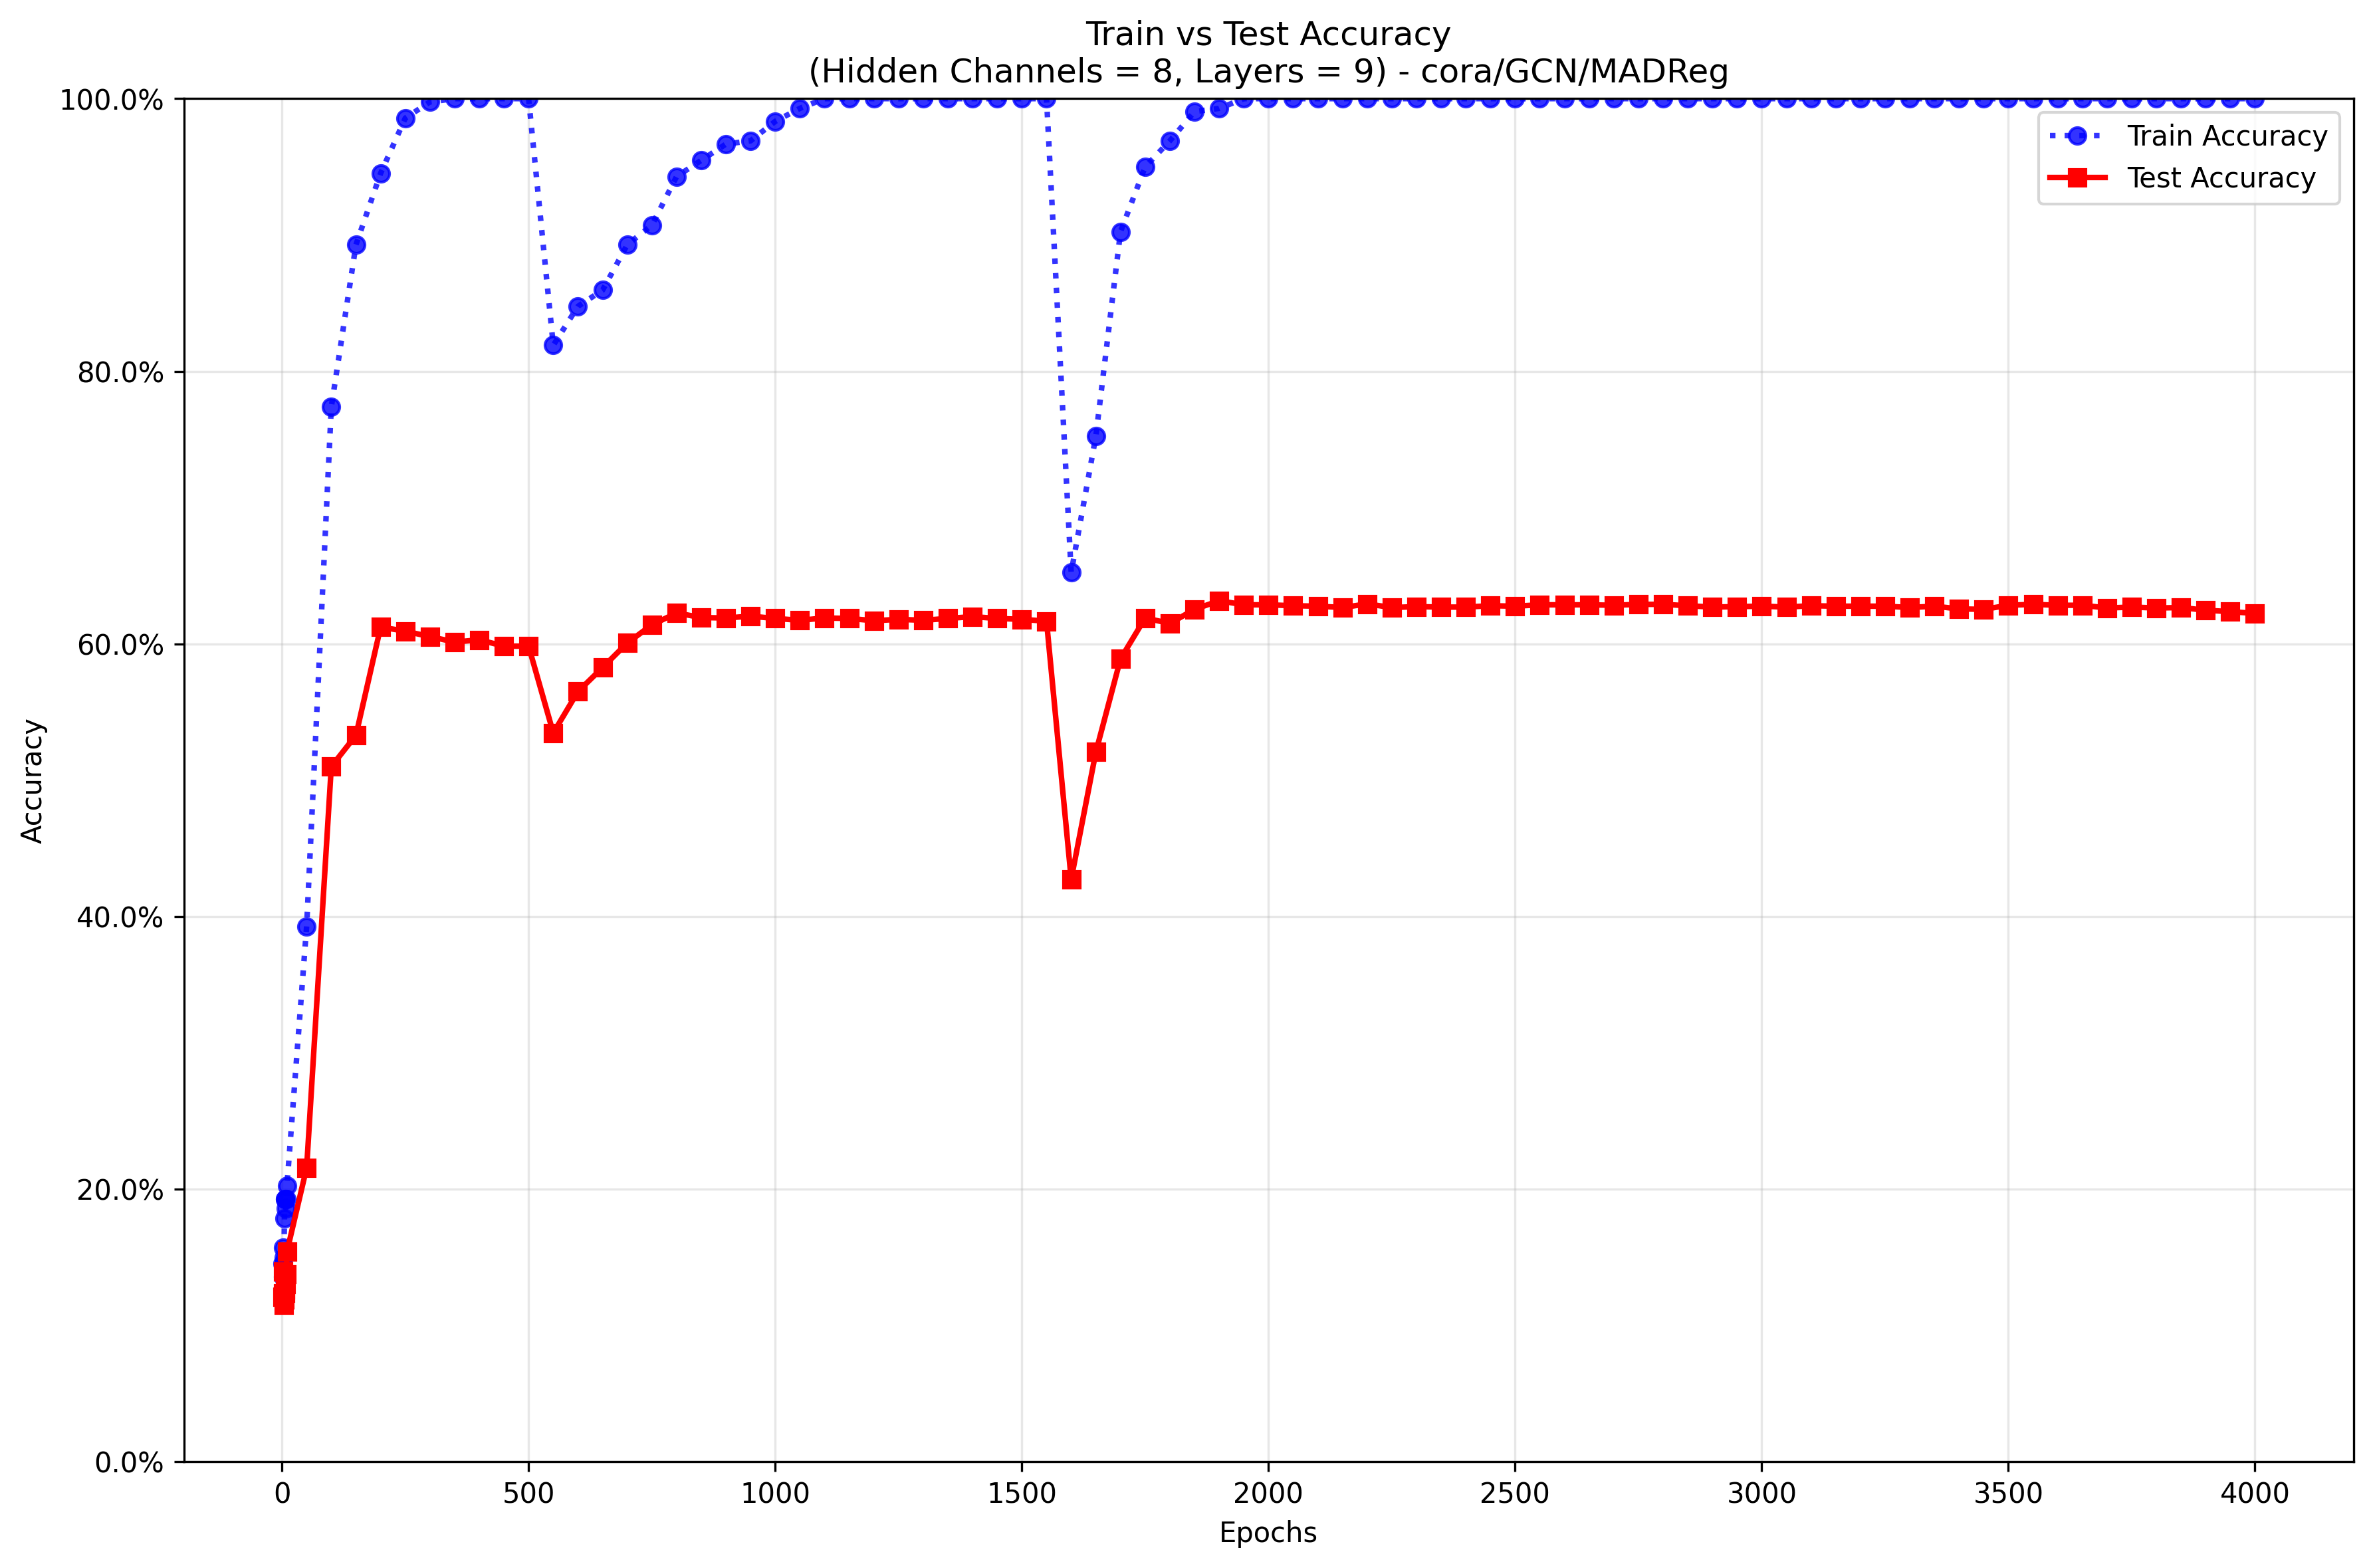 Train vs Test Accuracy
(Hidden Channels = 8, Layers = 9) - cora/GCN/MADReg
100.0%
80.0%
60.0%
40.0%
20.0%
0.0%
Accuracy
Train Accuracy
Test Accuracy
0 500 1000 1500 2000 2500 3000 3500 4000
Epochs